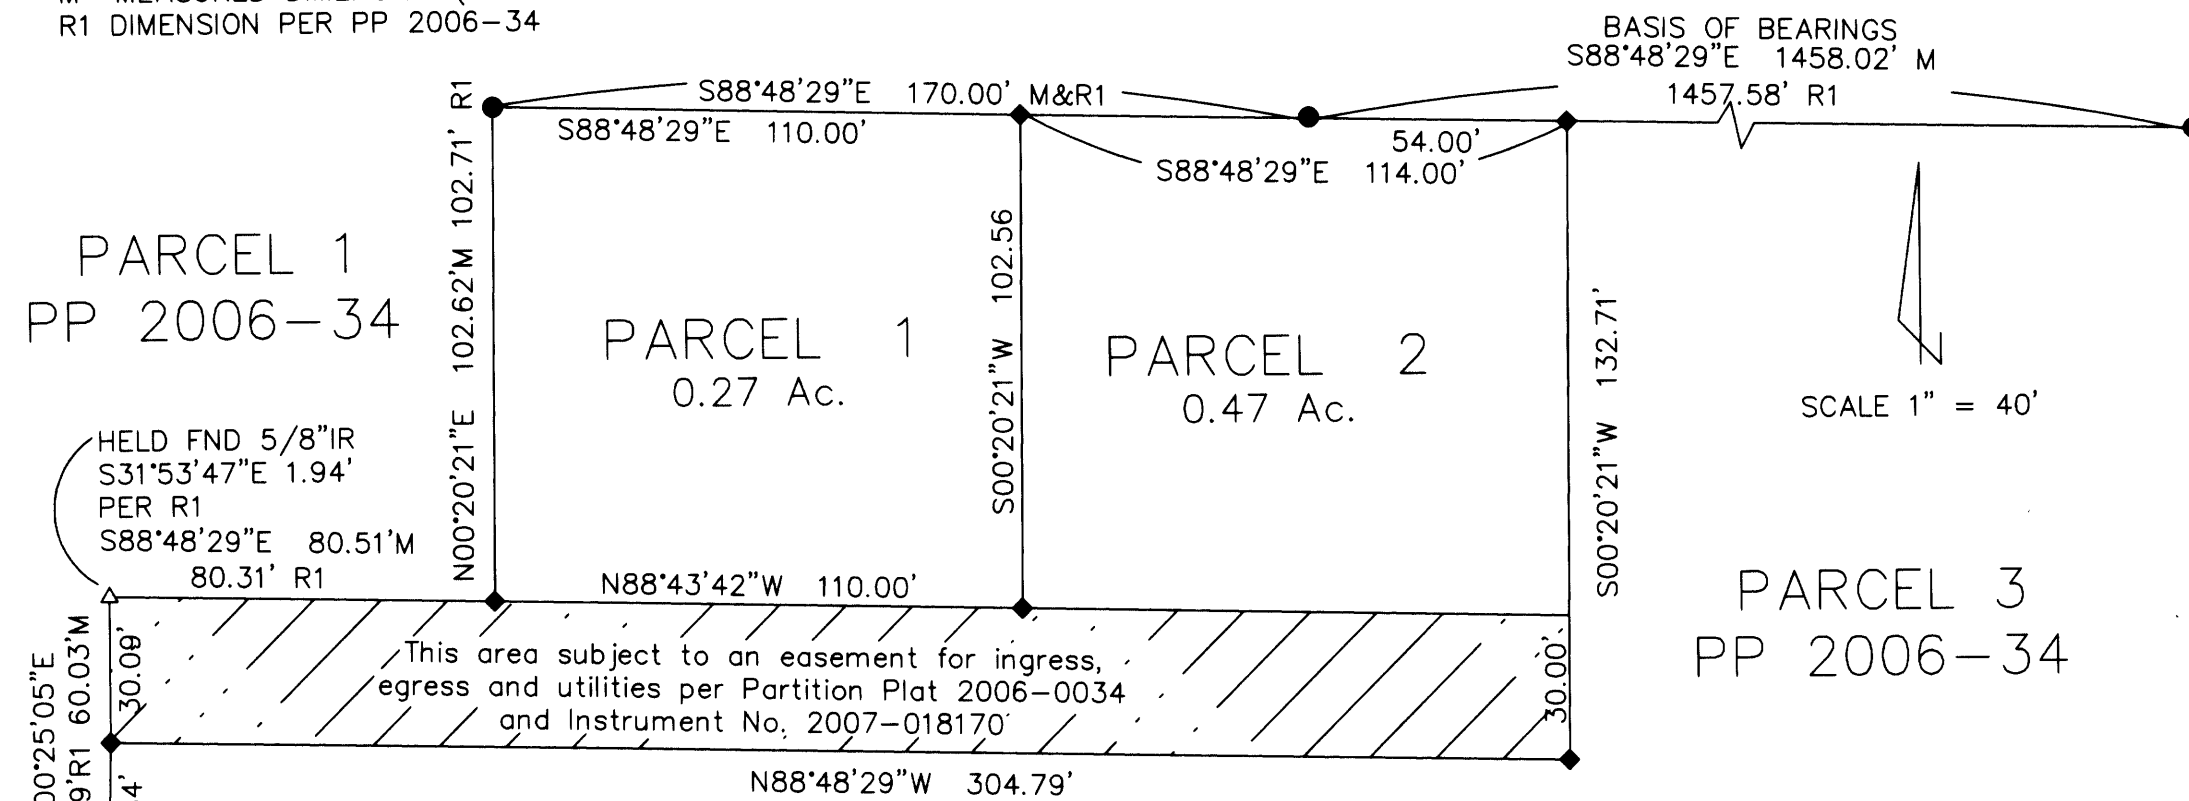 R1 DIMENSION PER PP 2006-34
BASIS OF BEARINGS
S88°48'29"E 1458.02' M
1457.58' R1
S88°48'29"E 170.00' M&R1
S88°48'29"E 110.00'
54.00'
S88°48'29"E 114.00'
N00°20'21"E 102.62'M 102.71' R1
PARCEL 1
PP 2006-34
PARCEL 1
0.27 Ac.
S00°20'21"W 102.56
PARCEL 2
0.47 Ac.
S00°20'21"W 132.71'
N
SCALE 1" = 40'
HELD FND 5/8"IR
S31°53'47"E 1.94'
PER R1
S88°48'29"E 80.51'M
80.31' R1
N88°43'42"W 110.00'
PARCEL 3
PP 2006-34
This area subject to an easement for ingress,
egress and utilities per Partition Plat 2006-0034
and Instrument No. 2007-018170
30.00'
30.09'
00°25'05"E
9'R1 60.03'M
4'
N88°48'29"W 304.79'